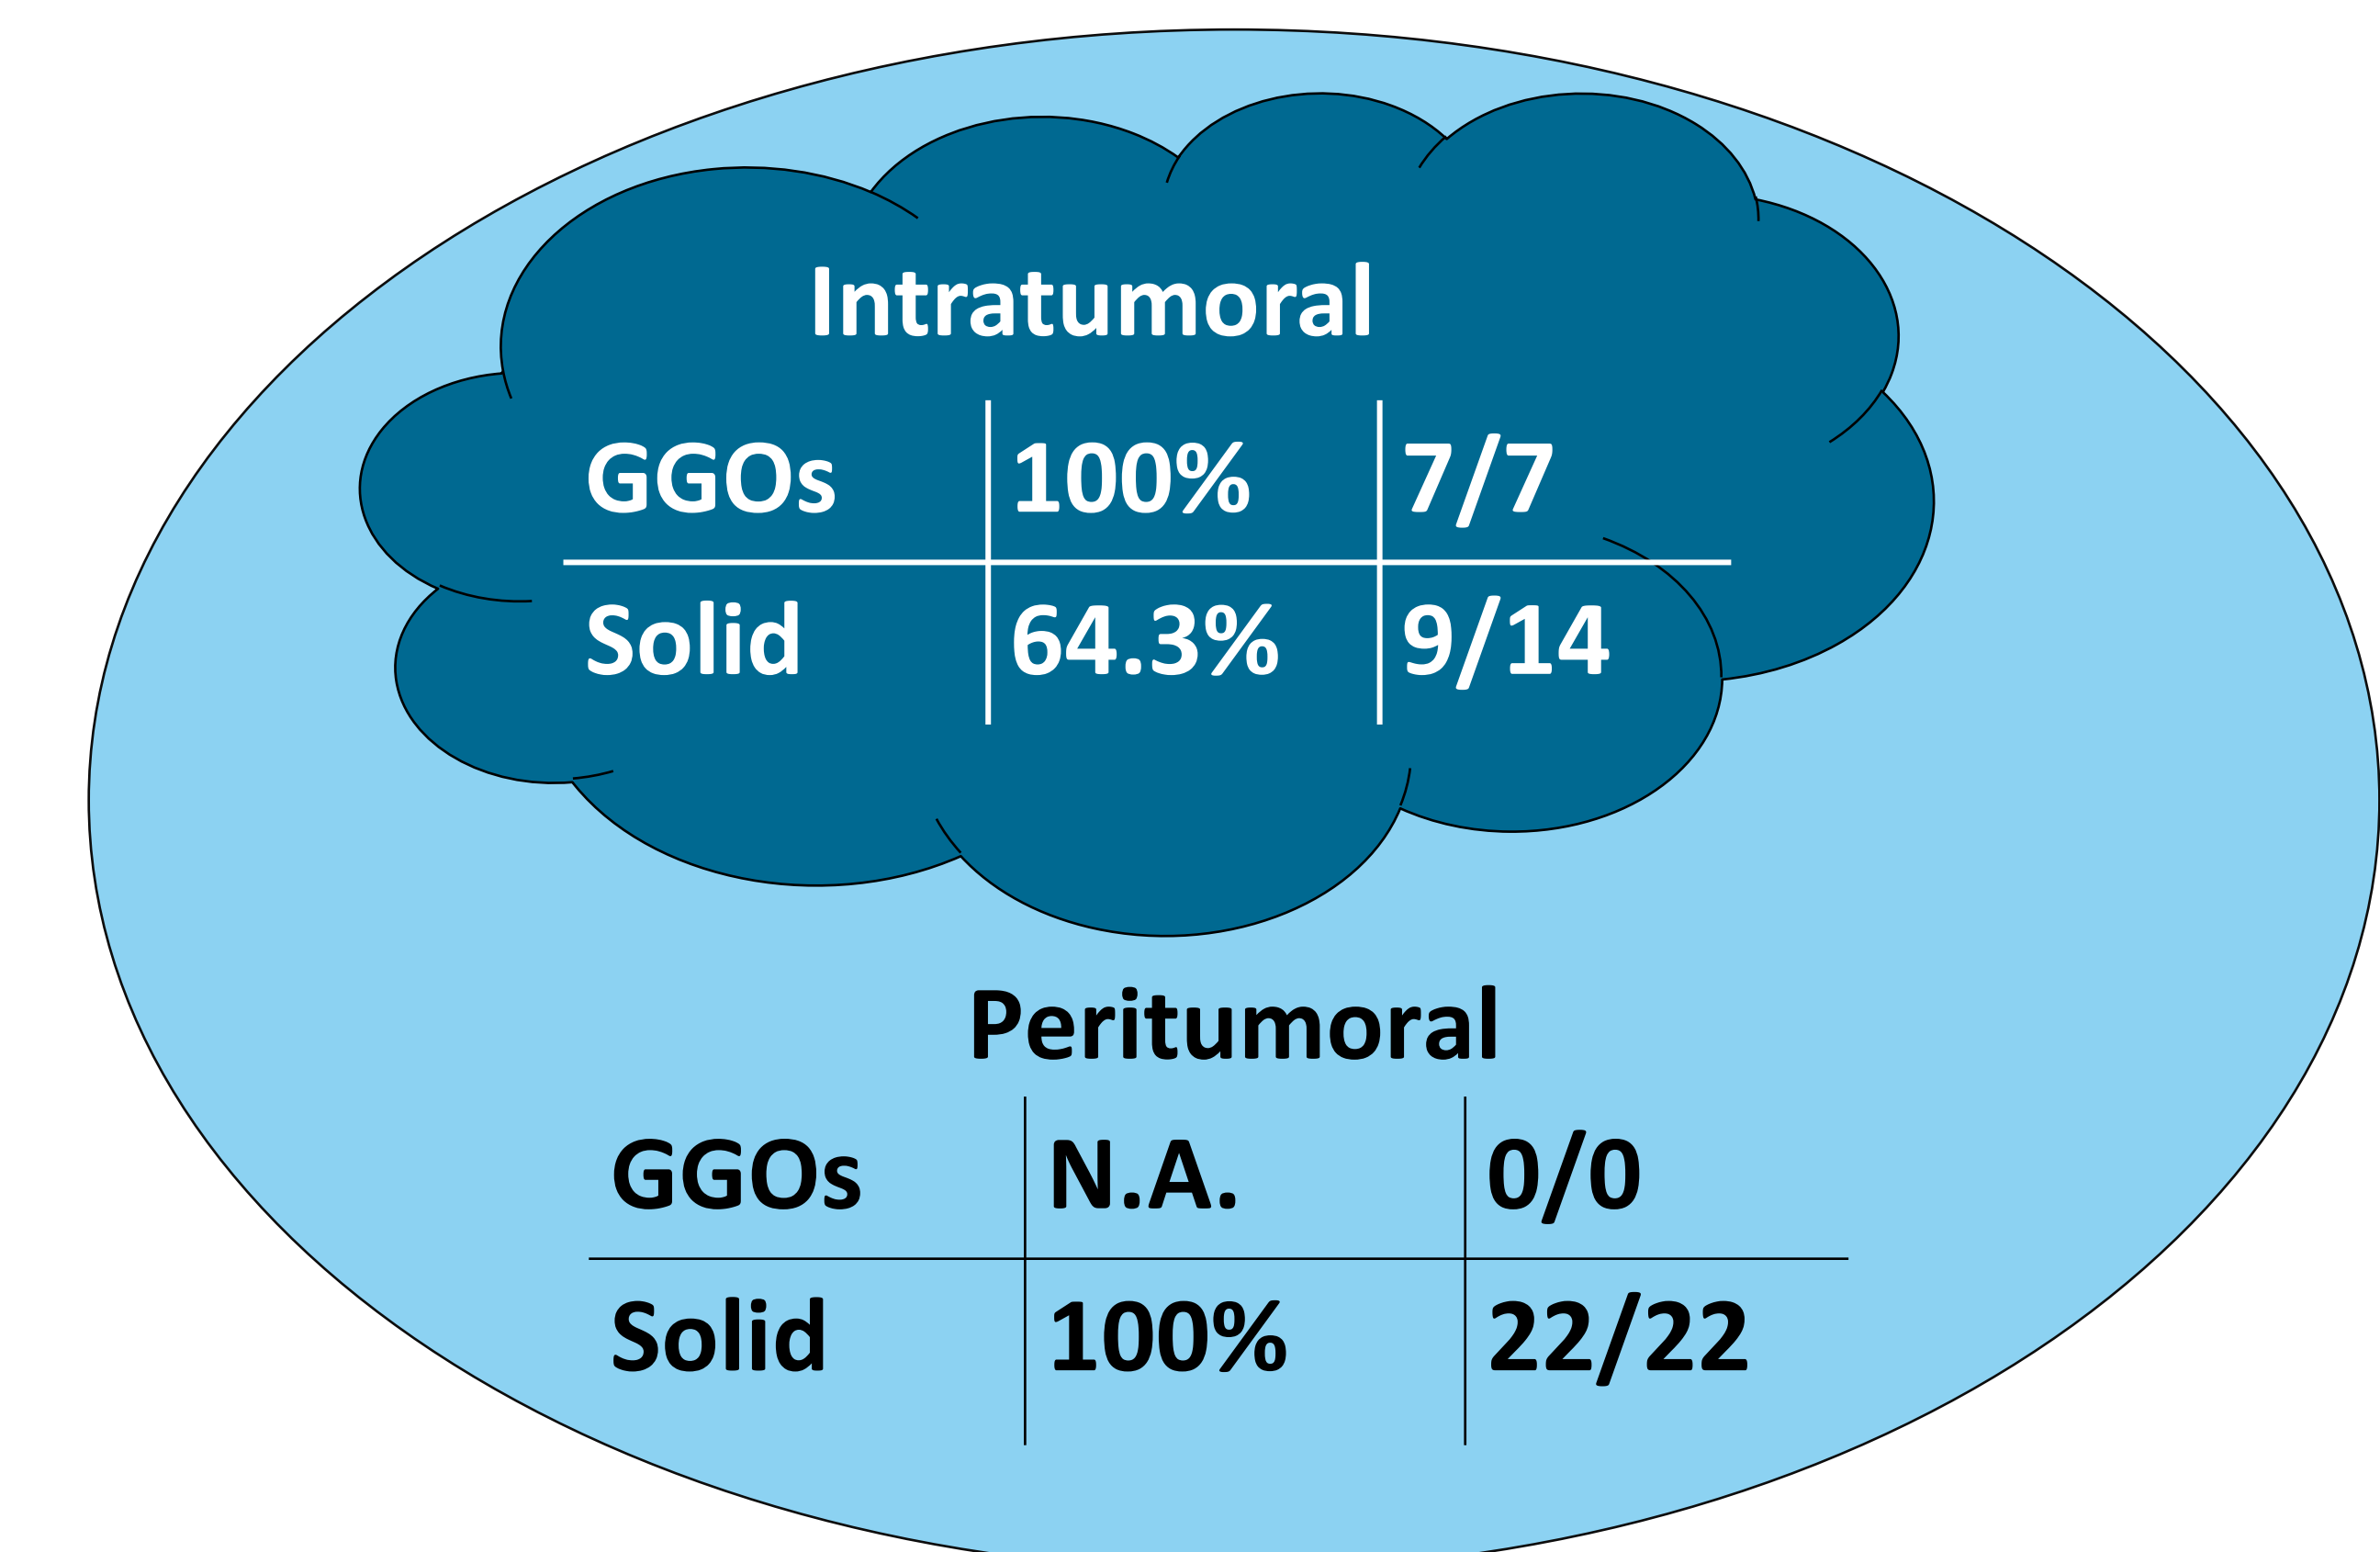 Intratumoral
GGOs 100% 7/7
Solid 64.3% 9/14
Peritumoral
GGOs N.A. 0/0
Solid 100% 22/22